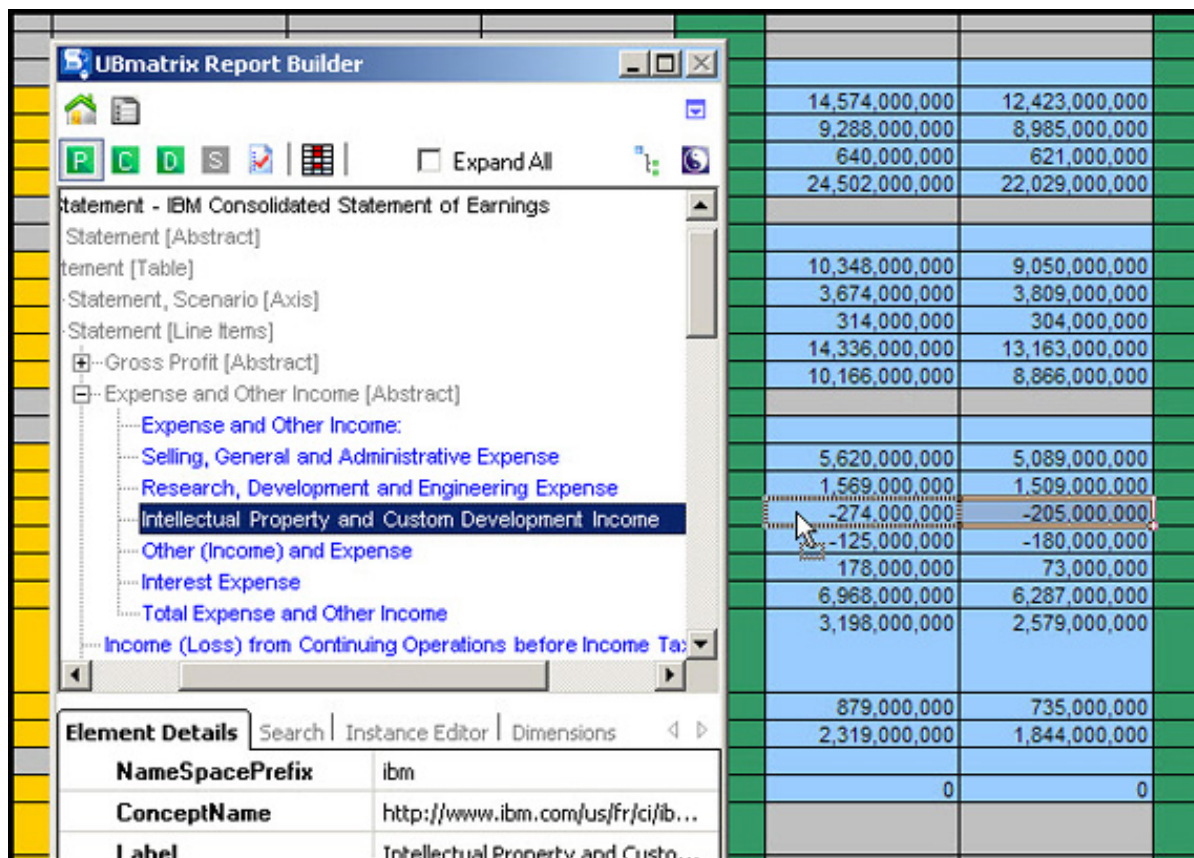 UBmatrix Report Builder
P C D S Expand All
tatement - IBM Consolidated Statement of Earnings
Statement [Abstract]
tement [Table]
Statement, Scenario [Axis]
Statement [Line Items]
Gross Profit [Abstract]
Expense and Other Income [Abstract]
Expense and Other Income:
Selling, General and Administrative Expense
Research, Development and Engineering Expense
Intellectual Property and Custom Development Income
Other (Income) and Expense
Interest Expense
Total Expense and Other Income
Income (Loss) from Continuing Operations before Income Tax
Element Details Search Instance Editor Dimensions
NameSpacePrefix ibm
ConceptName http://www.ibm.com/us/fr/ci/ib...
Label Intellectual Property and Custo...
14,574,000,000 12,423,000,000
9,288,000,000 8,985,000,000
640,000,000 621,000,000
24,502,000,000 22,029,000,000
10,348,000,000 9,050,000,000
3,674,000,000 3,809,000,000
314,000,000 304,000,000
14,336,000,000 13,163,000,000
10,166,000,000 8,866,000,000
5,620,000,000 5,089,000,000
1,569,000,000 1,509,000,000
-274,000,000 -205,000,000
-125,000,000 -180,000,000
178,000,000 73,000,000
6,968,000,000 6,287,000,000
3,198,000,000 2,579,000,000
879,000,000 735,000,000
2,319,000,000 1,844,000,000
0 0